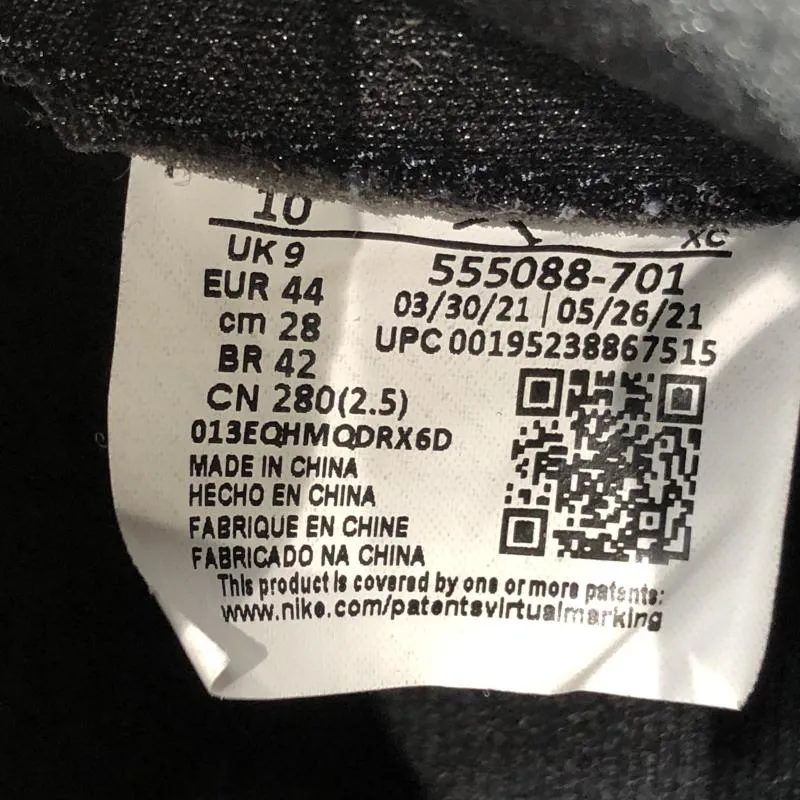 10
XC
UK 9
EUR 44
cm 28
BR 42
CN 280(2.5)
555088-701
03/30/21 | 05/26/21
UPC 00195238867515
013EQHMQDRX6D
MADE IN CHINA
HECHO EN CHINA
FABRIQUE EN CHINE
FABRICADO NA CHINA
This product is covered by one or more patents:
www.nike.com/patentsvirtualmarking